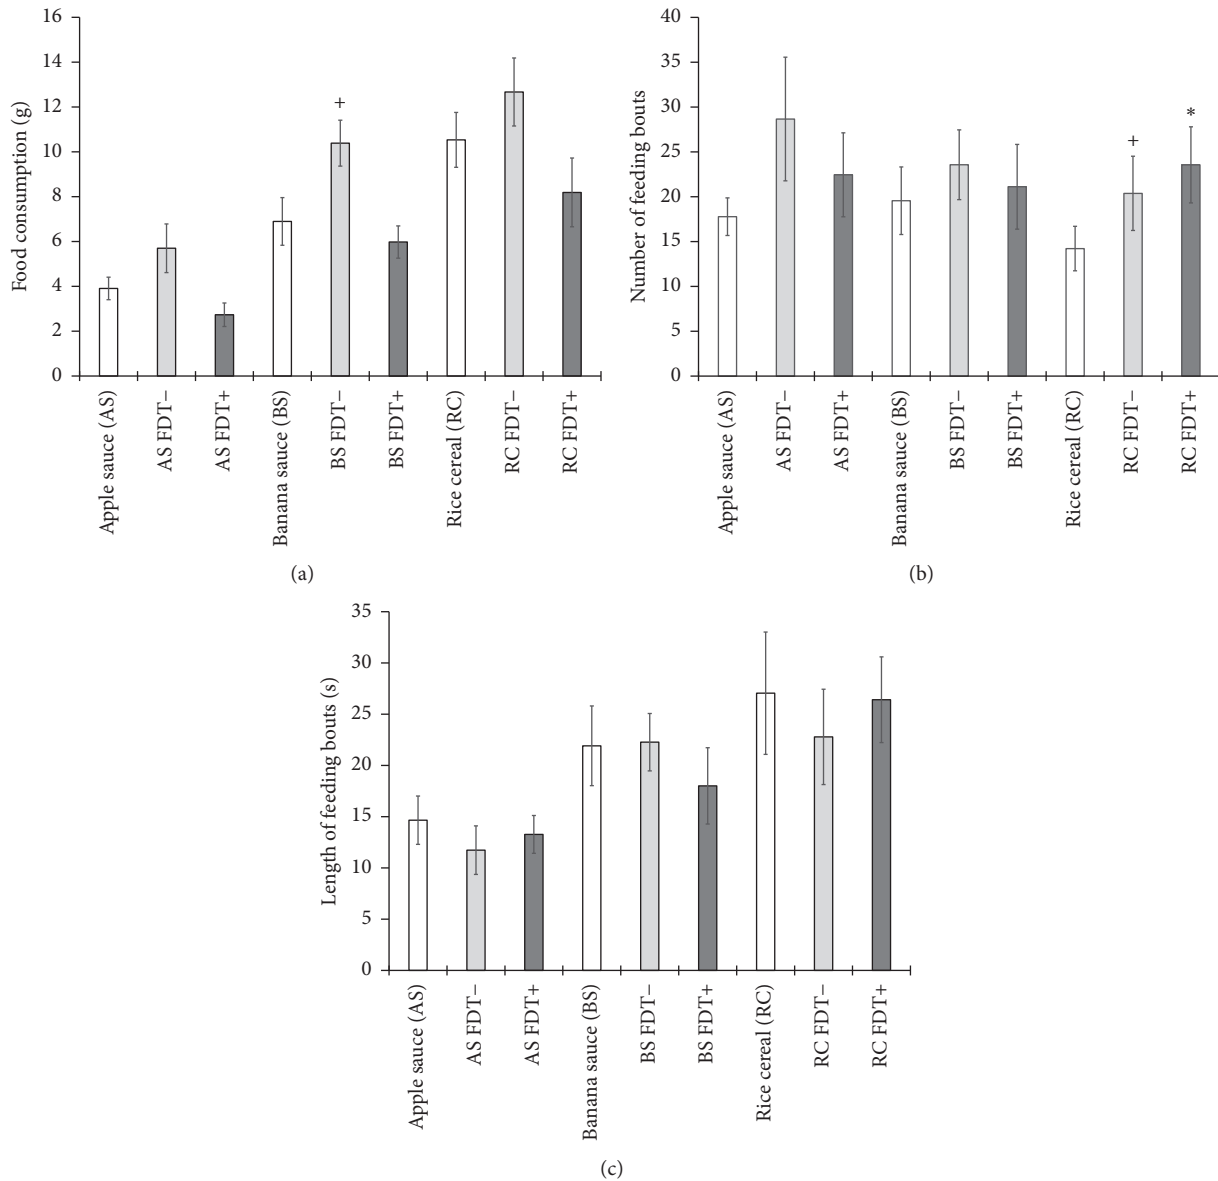 Food consumption (g)
16
14
12
10
8
6
4
2
0
+
Apple sauce (AS)
AS FDT−
AS FDT+
Banana sauce (BS)
BS FDT−
BS FDT+
Rice cereal (RC)
RC FDT−
RC FDT+
(a)
Number of feeding bouts
40
35
30
25
20
15
10
5
0
+
*
Apple sauce (AS)
AS FDT−
AS FDT+
Banana sauce (BS)
BS FDT−
BS FDT+
Rice cereal (RC)
RC FDT−
RC FDT+
(b)
Length of feeding bouts (s)
35
30
25
20
15
10
5
0
Apple sauce (AS)
AS FDT−
AS FDT+
Banana sauce (BS)
BS FDT−
BS FDT+
Rice cereal (RC)
RC FDT−
RC FDT+
(c)